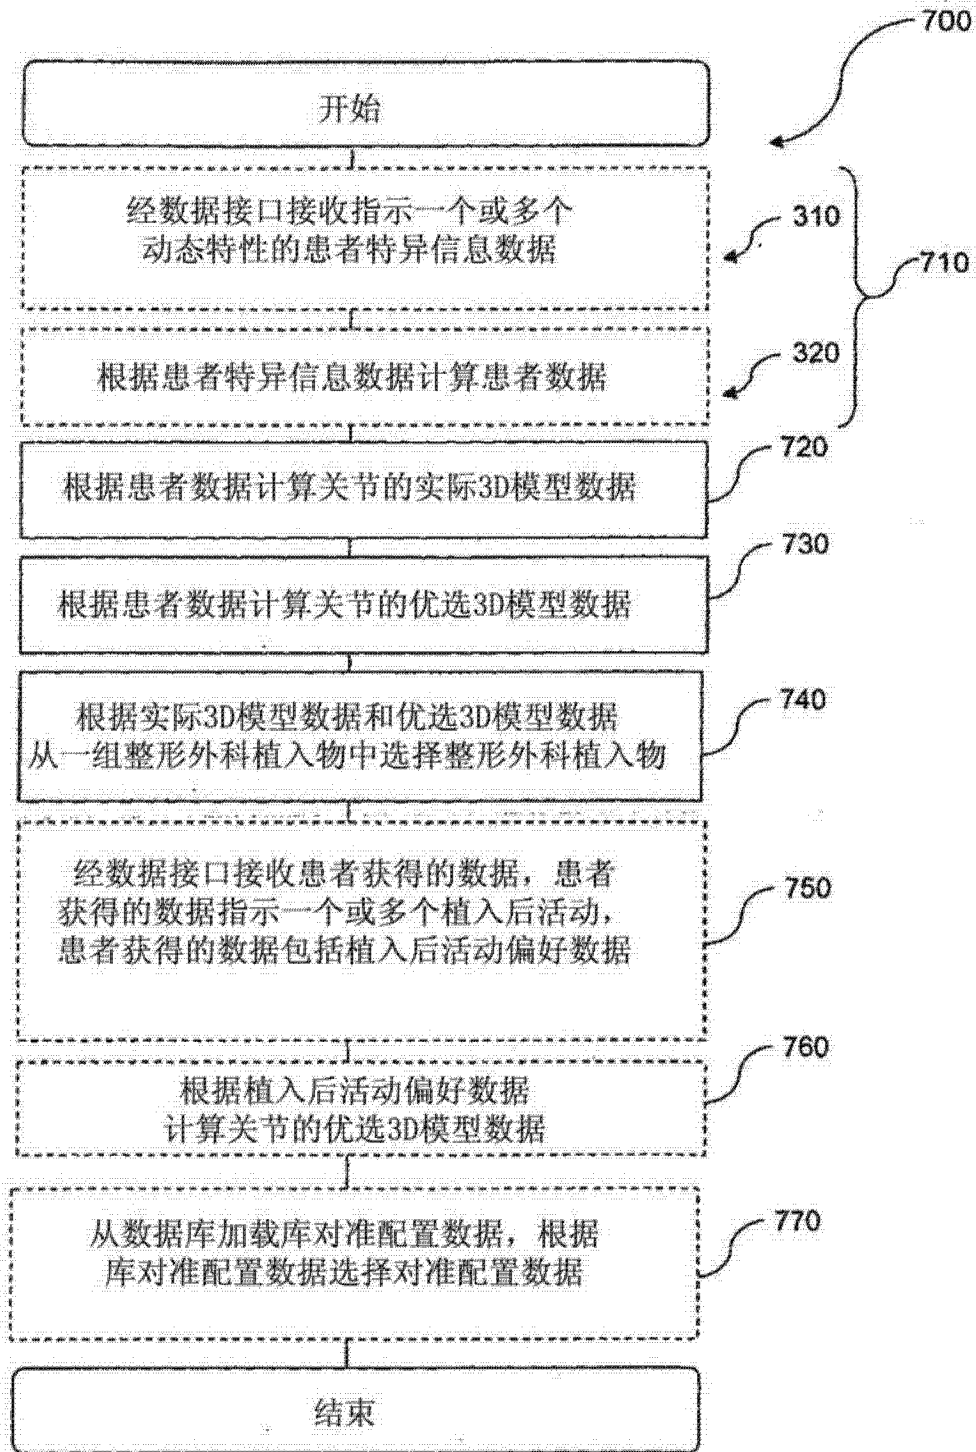 700
开始
经数据接口接收指示一个或多个
动态特性的患者特异信息数据
310
710
根据患者特异信息数据计算患者数据
320
720
根据患者数据计算关节的实际3D模型数据
730
根据患者数据计算关节的优选3D模型数据
740
根据实际3D模型数据和优选3D模型数据
从一组整形外科植入物中选择整形外科植入物
750
经数据接口接收患者获得的数据，患者
获得的数据指示一个或多个植入后活动，
患者获得的数据包括植入后活动偏好数据
760
根据植入后活动偏好数据
计算关节的优选3D模型数据
770
从数据库加载库对准配置数据，根据
库对准配置数据选择对准配置数据
结束